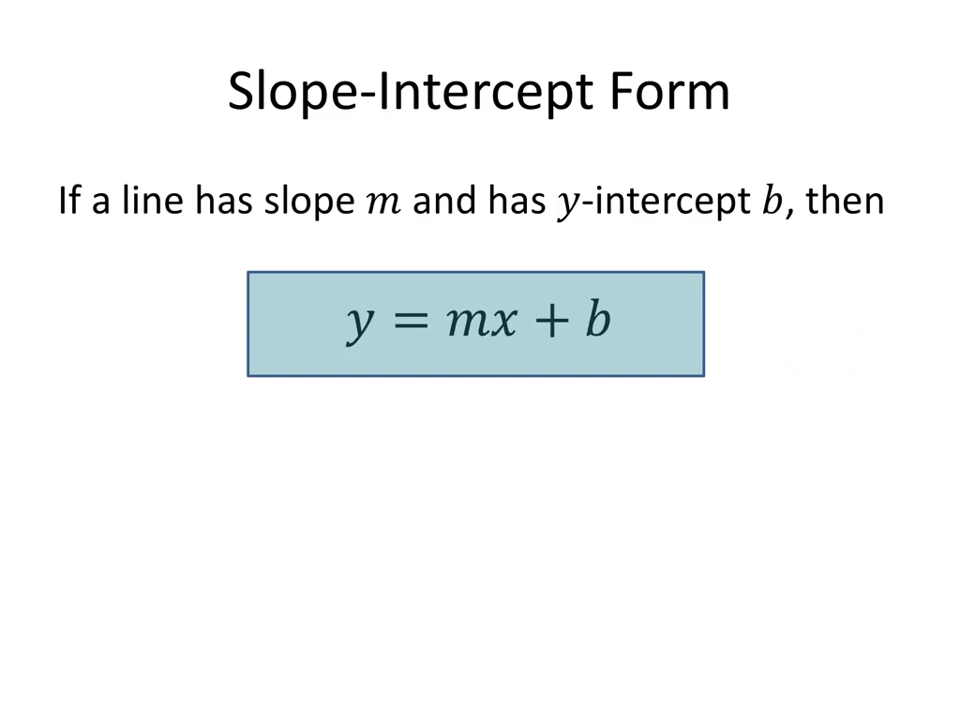 Slope-Intercept Form
If a line has slope m and has y-intercept b, then
y = mx + b